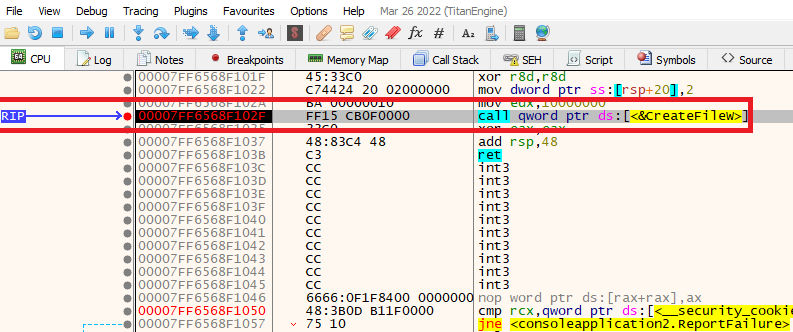 File View Debug Tracing Plugins Favourites Options Help Mar 26 2022 (TitanEngine)
CPU Log Notes Breakpoints Memory Map Call Stack SEH Script Symbols Source
00007FF6568F101F 45:33C0 xor r8d,r8d
00007FF6568F1022 C74424 20 02000000 mov dword ptr ss:[rsp+20],2
00007FF6568F102A BA 00000010 mov edx,10000000
RIP 00007FF6568F102F FF15 CB0F0000 call qword ptr ds:[<&CreateFileW>]
33C0 xor eax,eax
00007FF6568F1037 48:83C4 48 add rsp,48
00007FF6568F103B C3 ret
00007FF6568F103C CC int3
00007FF6568F103D CC int3
00007FF6568F103E CC int3
00007FF6568F103F CC int3
00007FF6568F1040 CC int3
00007FF6568F1041 CC int3
00007FF6568F1042 CC int3
00007FF6568F1043 CC int3
00007FF6568F1044 CC int3
00007FF6568F1045 CC int3
00007FF6568F1046 6666:0F1F8400 0000000 nop word ptr ds:[rax+rax],ax
00007FF6568F1050 48:3B0D B11F0000 cmp rcx,qword ptr ds:[<__security_cookie
00007FF6568F1057 75 10 jne <consoleapplication2.ReportFailure>